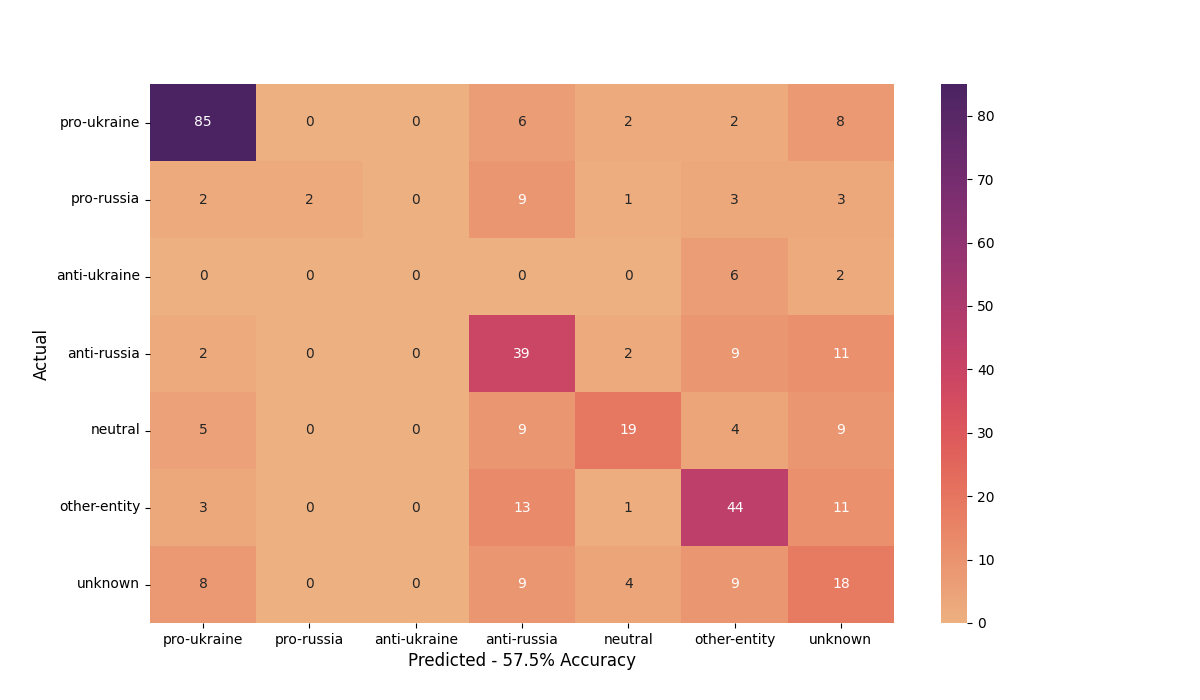 pro-ukraine 85 0 0 6 2 2 8
pro-russia 2 2 0 9 1 3 3
anti-ukraine 0 0 0 0 0 6 2
anti-russia 2 0 0 39 2 9 11
neutral 5 0 0 9 19 4 9
other-entity 3 0 0 13 1 44 11
unknown 8 0 0 9 4 9 18
pro-ukraine pro-russia anti-ukraine anti-russia neutral other-entity unknown
Predicted - 57.5% Accuracy
Actual
80
70
60
50
40
30
20
10
0